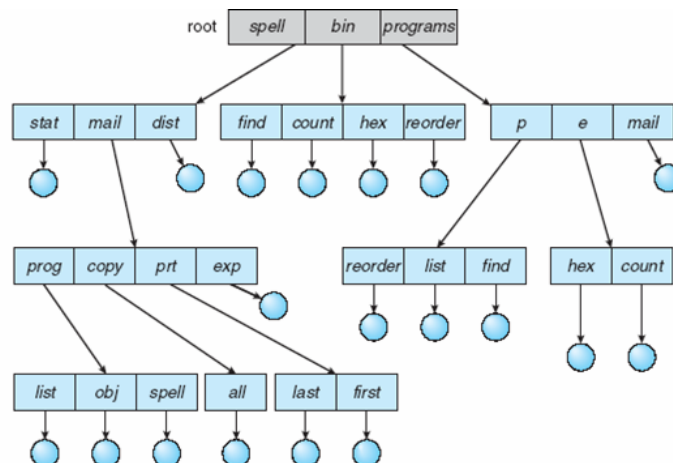 root spell bin programs
stat mail dist find count hex reorder p e mail
prog copy prt exp reorder list find hex count
list obj spell all last first